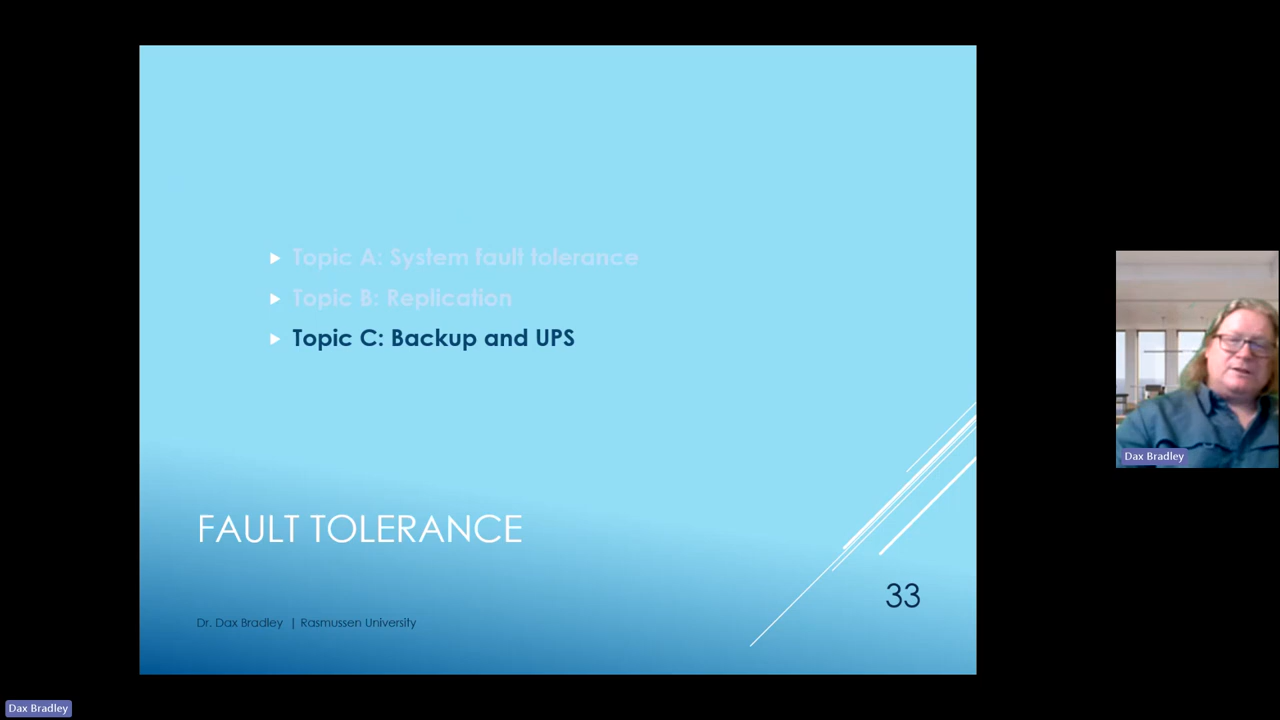 Topic A: System fault tolerance
Topic B: Replication
Topic C: Backup and UPS
FAULT TOLERANCE
33
Dr. Dax Bradley | Rasmussen University
Dax Bradley
Dax Bradley